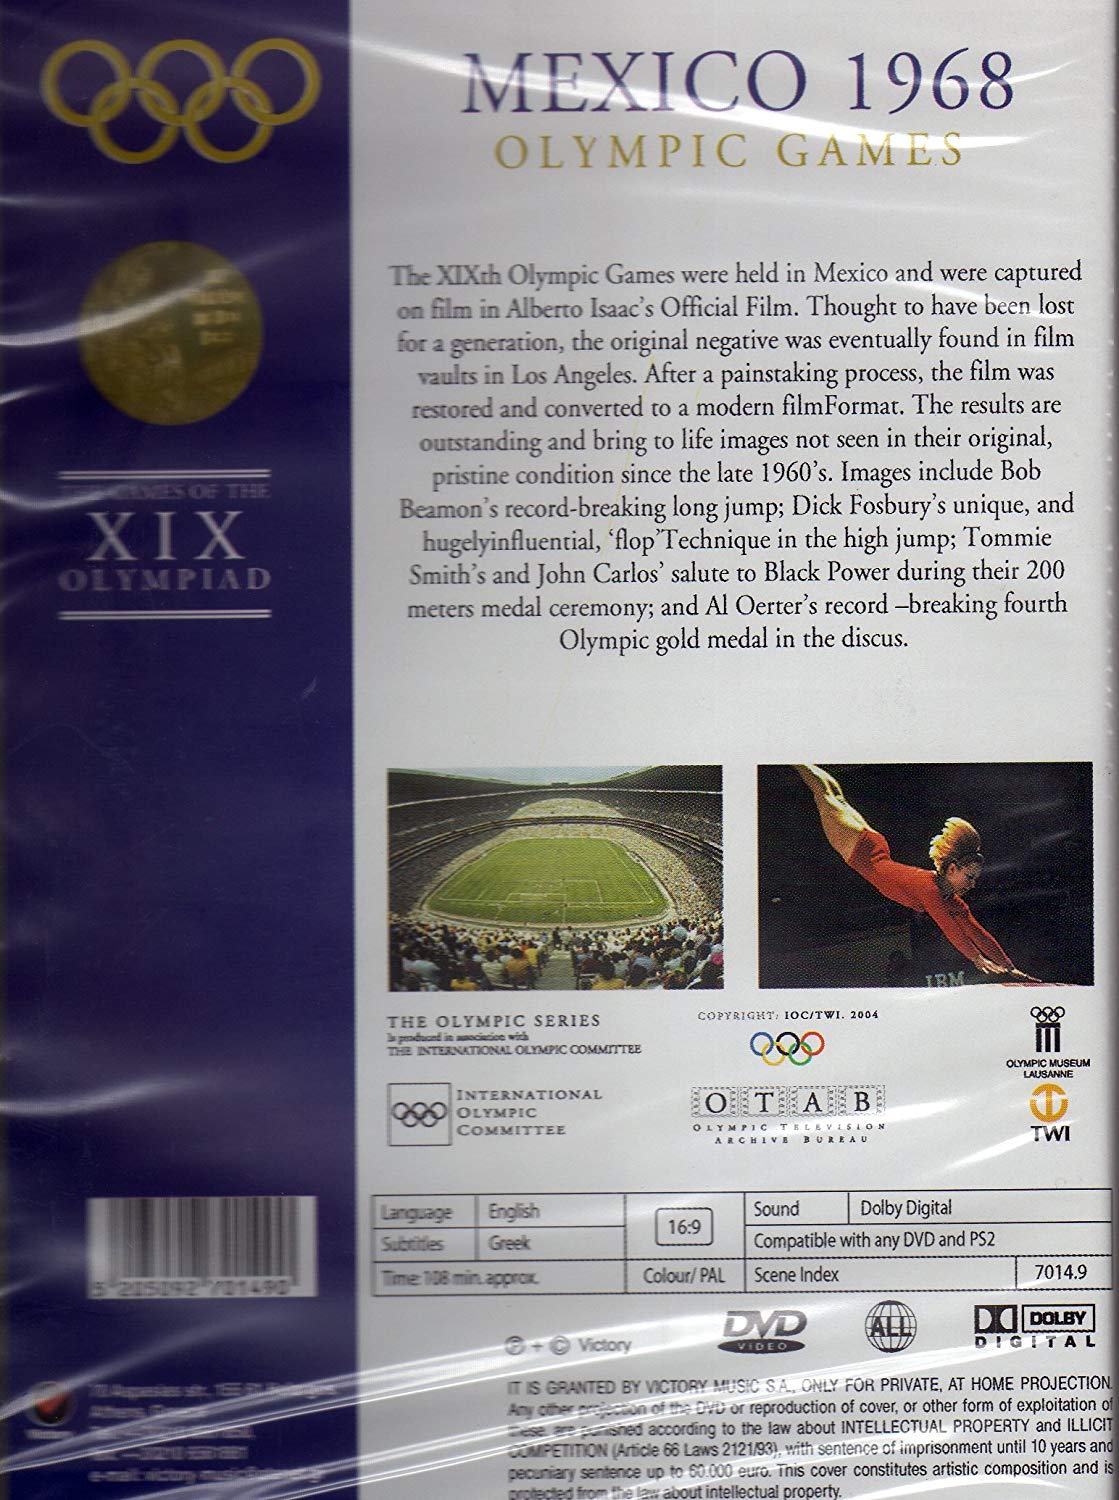 MEXICO 1968
OLYMPIC GAMES
The XIXth Olympic Games were held in Mexico and were captured
on film in Alberto Isaac's Official Film. Thought to have been lost
for a generation, the original negative was eventually found in film
vaults in Los Angeles. After a painstaking process, the film was
restored and converted to a modern filmFormat. The results are
outstanding and bring to life images not seen in their original,
pristine condition since the late 1960's. Images include Bob
Beamon's record-breaking long jump; Dick Fosbury's unique, and
hugelyinfluential, 'flop'Technique in the high jump; Tommie
Smith's and John Carlos' salute to Black Power during their 200
meters medal ceremony; and Al Oerter's record –breaking fourth
Olympic gold medal in the discus.
GAMES OF THE
XIX
OLYMPIAD
IBM
THE OLYMPIC SERIES
Is produced in association with
THE INTERNATIONAL OLYMPIC COMMITTEE
INTERNATIONAL
OLYMPIC
COMMITTEE
COPYRIGHT: IOC/TWI. 2004
OTAB
OLYMPIC TELEVISION
ARCHIVE BUREAU
OLYMPIC MUSEUM
LAUSANNE
TWI
Language English
Subtitles Greek
Time: 108 min. approx.
16:9
Colour/ PAL
Sound Dolby Digital
Compatible with any DVD and PS2
Scene Index 7014.9
5 205092 701490
℗ + © Victory
DVD
VIDEO
ALL
DOLBY
DIGITAL
IT IS GRANTED BY VICTORY MUSIC S.A., ONLY FOR PRIVATE, AT HOME PROJECTION.
Any other projection of the DVD or reproduction of cover, or other form of exploitation of
these, are punished according to the law about INTELLECTUAL PROPERTY and ILLICIT
COMPETITION (Article 66 Laws 2121/93), with sentence of imprisonment until 10 years and
pecuniary sentence up to 60.000 euro. This cover constitutes artistic composition and is
protected from the law about intellectual property.